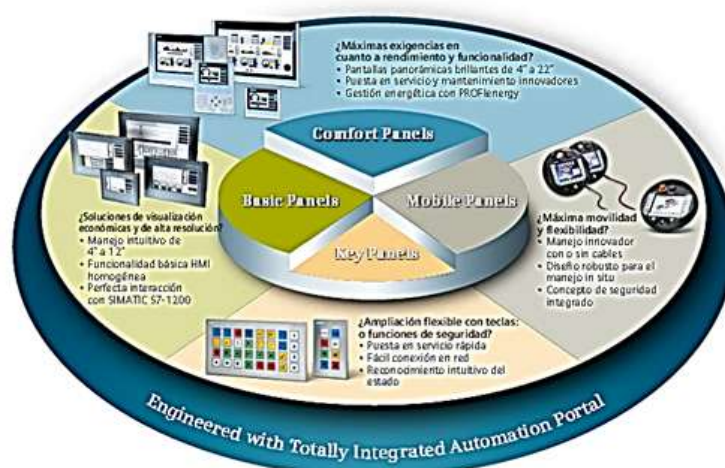 ¿Máximas exigencias en
cuanto a rendimiento y funcionalidad?
• Pantallas panorámicas brillantes de 4" a 22"
• Puesta en servicio y mantenimiento innovadores
• Gestión energética con PROFIenergy
Comfort Panels
Basic Panels
Mobile Panels
Key Panels
¿Soluciones de visualización
económicas y de alta resolución?
• Manejo intuitivo de
4" a 12"
• Funcionalidad básica HMI
homogénea
• Perfecta interacción
con SIMATIC S7-1200
¿Máxima movilidad
y flexibilidad?
• Manejo innovador
con o sin cables
• Diseño robusto para el
manejo in situ
• Concepto de seguridad
integrado
¿Ampliación flexible con teclas:
o funciones de seguridad?
• Puesta en servicio rápida
• Fácil conexión en red
• Reconocimiento intuitivo del
estado
Engineered with Totally Integrated Automation Portal